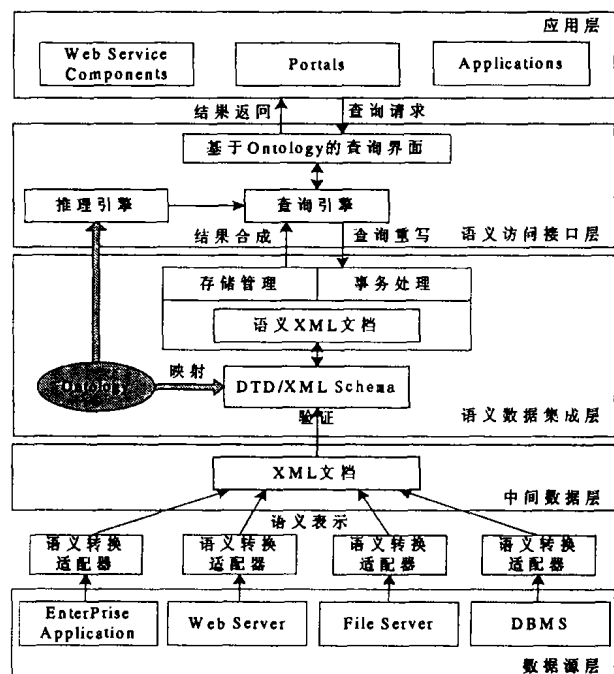 应用层
Web Service
Components
Portals
Applications
结果返回
查询请求
基于Ontology的查询界面
推理引擎
查询引擎
结果合成
查询重写
语义访问接口层
存储管理
事务处理
语义XML文档
Ontology
映射
DTD/XML Schema
验证
语义数据集成层
XML文档
中间数据层
语义表示
语义转换
适配器
语义转换
适配器
语义转换
适配器
语义转换
适配器
EnterPrise
Application
Web Server
File Server
DBMS
数据源层